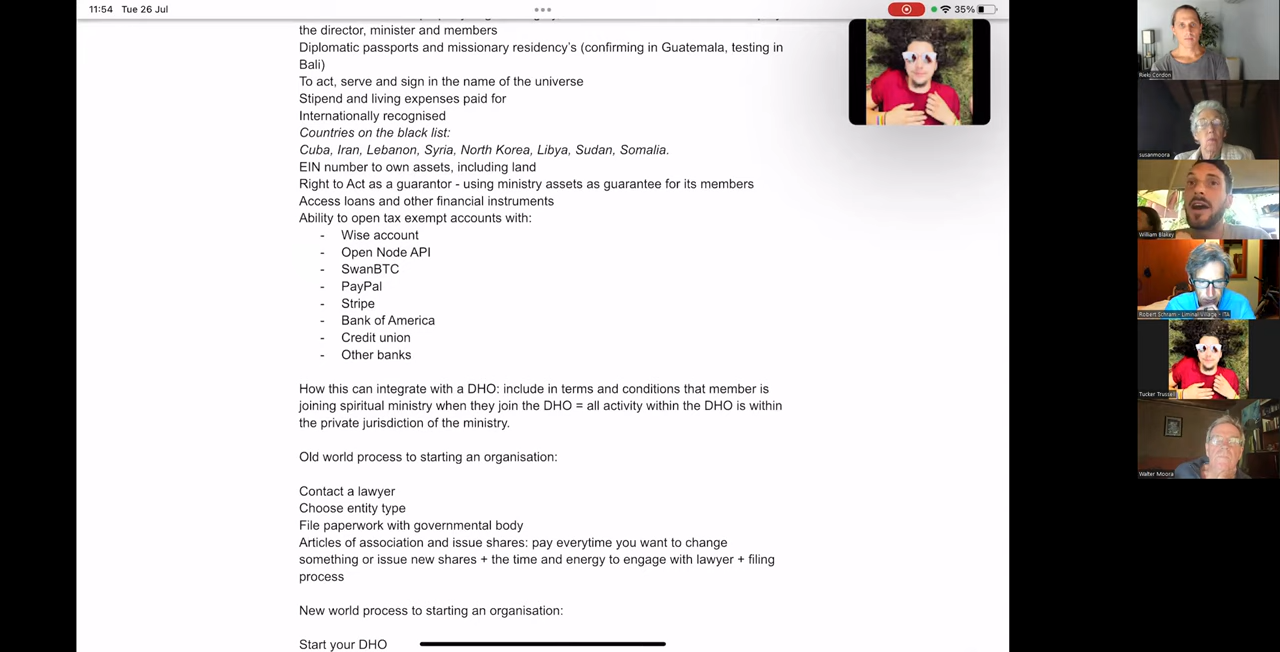 11:54 Tue 26 Jul
35%
the director, minister and members
Diplomatic passports and missionary residency's (confirming in Guatemala, testing in
Bali)
To act, serve and sign in the name of the universe
Stipend and living expenses paid for
Internationally recognised
Countries on the black list:
Cuba, Iran, Lebanon, Syria, North Korea, Libya, Sudan, Somalia.
EIN number to own assets, including land
Right to Act as a guarantor - using ministry assets as guarantee for its members
Access loans and other financial instruments
Ability to open tax exempt accounts with:
- Wise account
- Open Node API
- SwanBTC
- PayPal
- Stripe
- Bank of America
- Credit union
- Other banks
How this can integrate with a DHO: include in terms and conditions that member is
joining spiritual ministry when they join the DHO = all activity within the DHO is within
the private jurisdiction of the ministry.
Old world process to starting an organisation:
Contact a lawyer
Choose entity type
File paperwork with governmental body
Articles of association and issue shares: pay everytime you want to change
something or issue new shares + the time and energy to engage with lawyer + filing
process
New world process to starting an organisation:
Start your DHO
Rieki Cordon
susanmoora
William Blakey
Robert Schram - Liminal Village - ITA
Tucker Trussell
Walter Moora